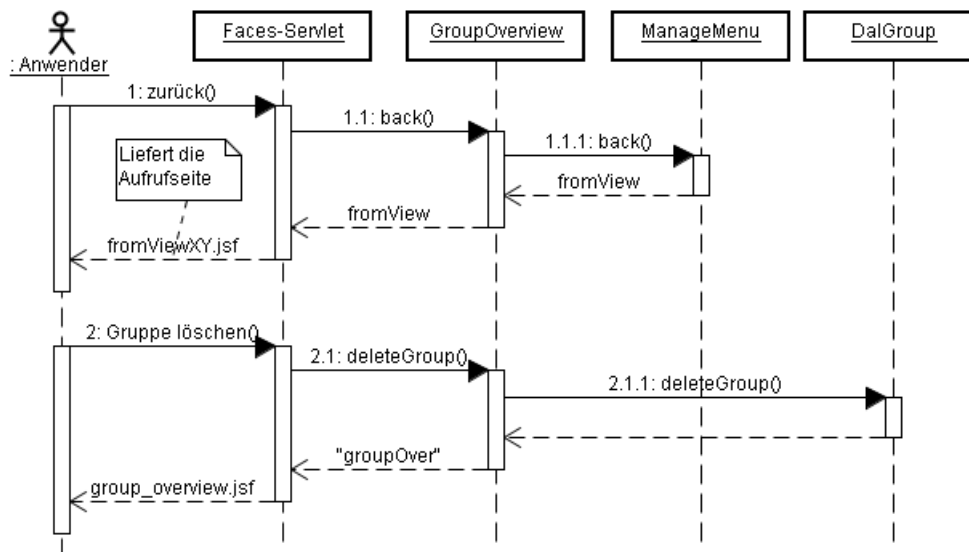 Faces-Servlet
GroupOverview
ManageMenu
DalGroup
: Anwender
1: zurück()
1.1: back()
1.1.1: back()
Liefert die
Aufrufseite
fromView
fromView
fromViewXY.jsf
2: Gruppe löschen()
2.1: deleteGroup()
2.1.1: deleteGroup()
"groupOver"
group_overview.jsf